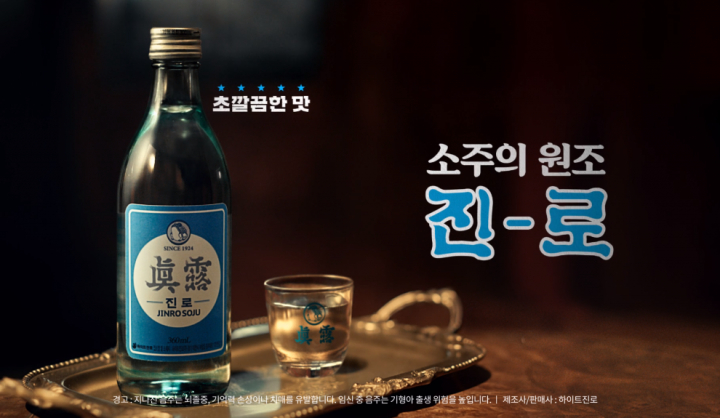 초깔끔한 맛
소주의 원조
진-로
SINCE 1924
眞露
진로
JINRO SOJU
360mL
眞露
경고 : 지나친 음주는 뇌졸중, 기억력 손상이나 치매를 유발합니다. 임신 중 음주는 기형아 출생 위험을 높입니다. ㅣ 제조사/판매사 : 하이트진로